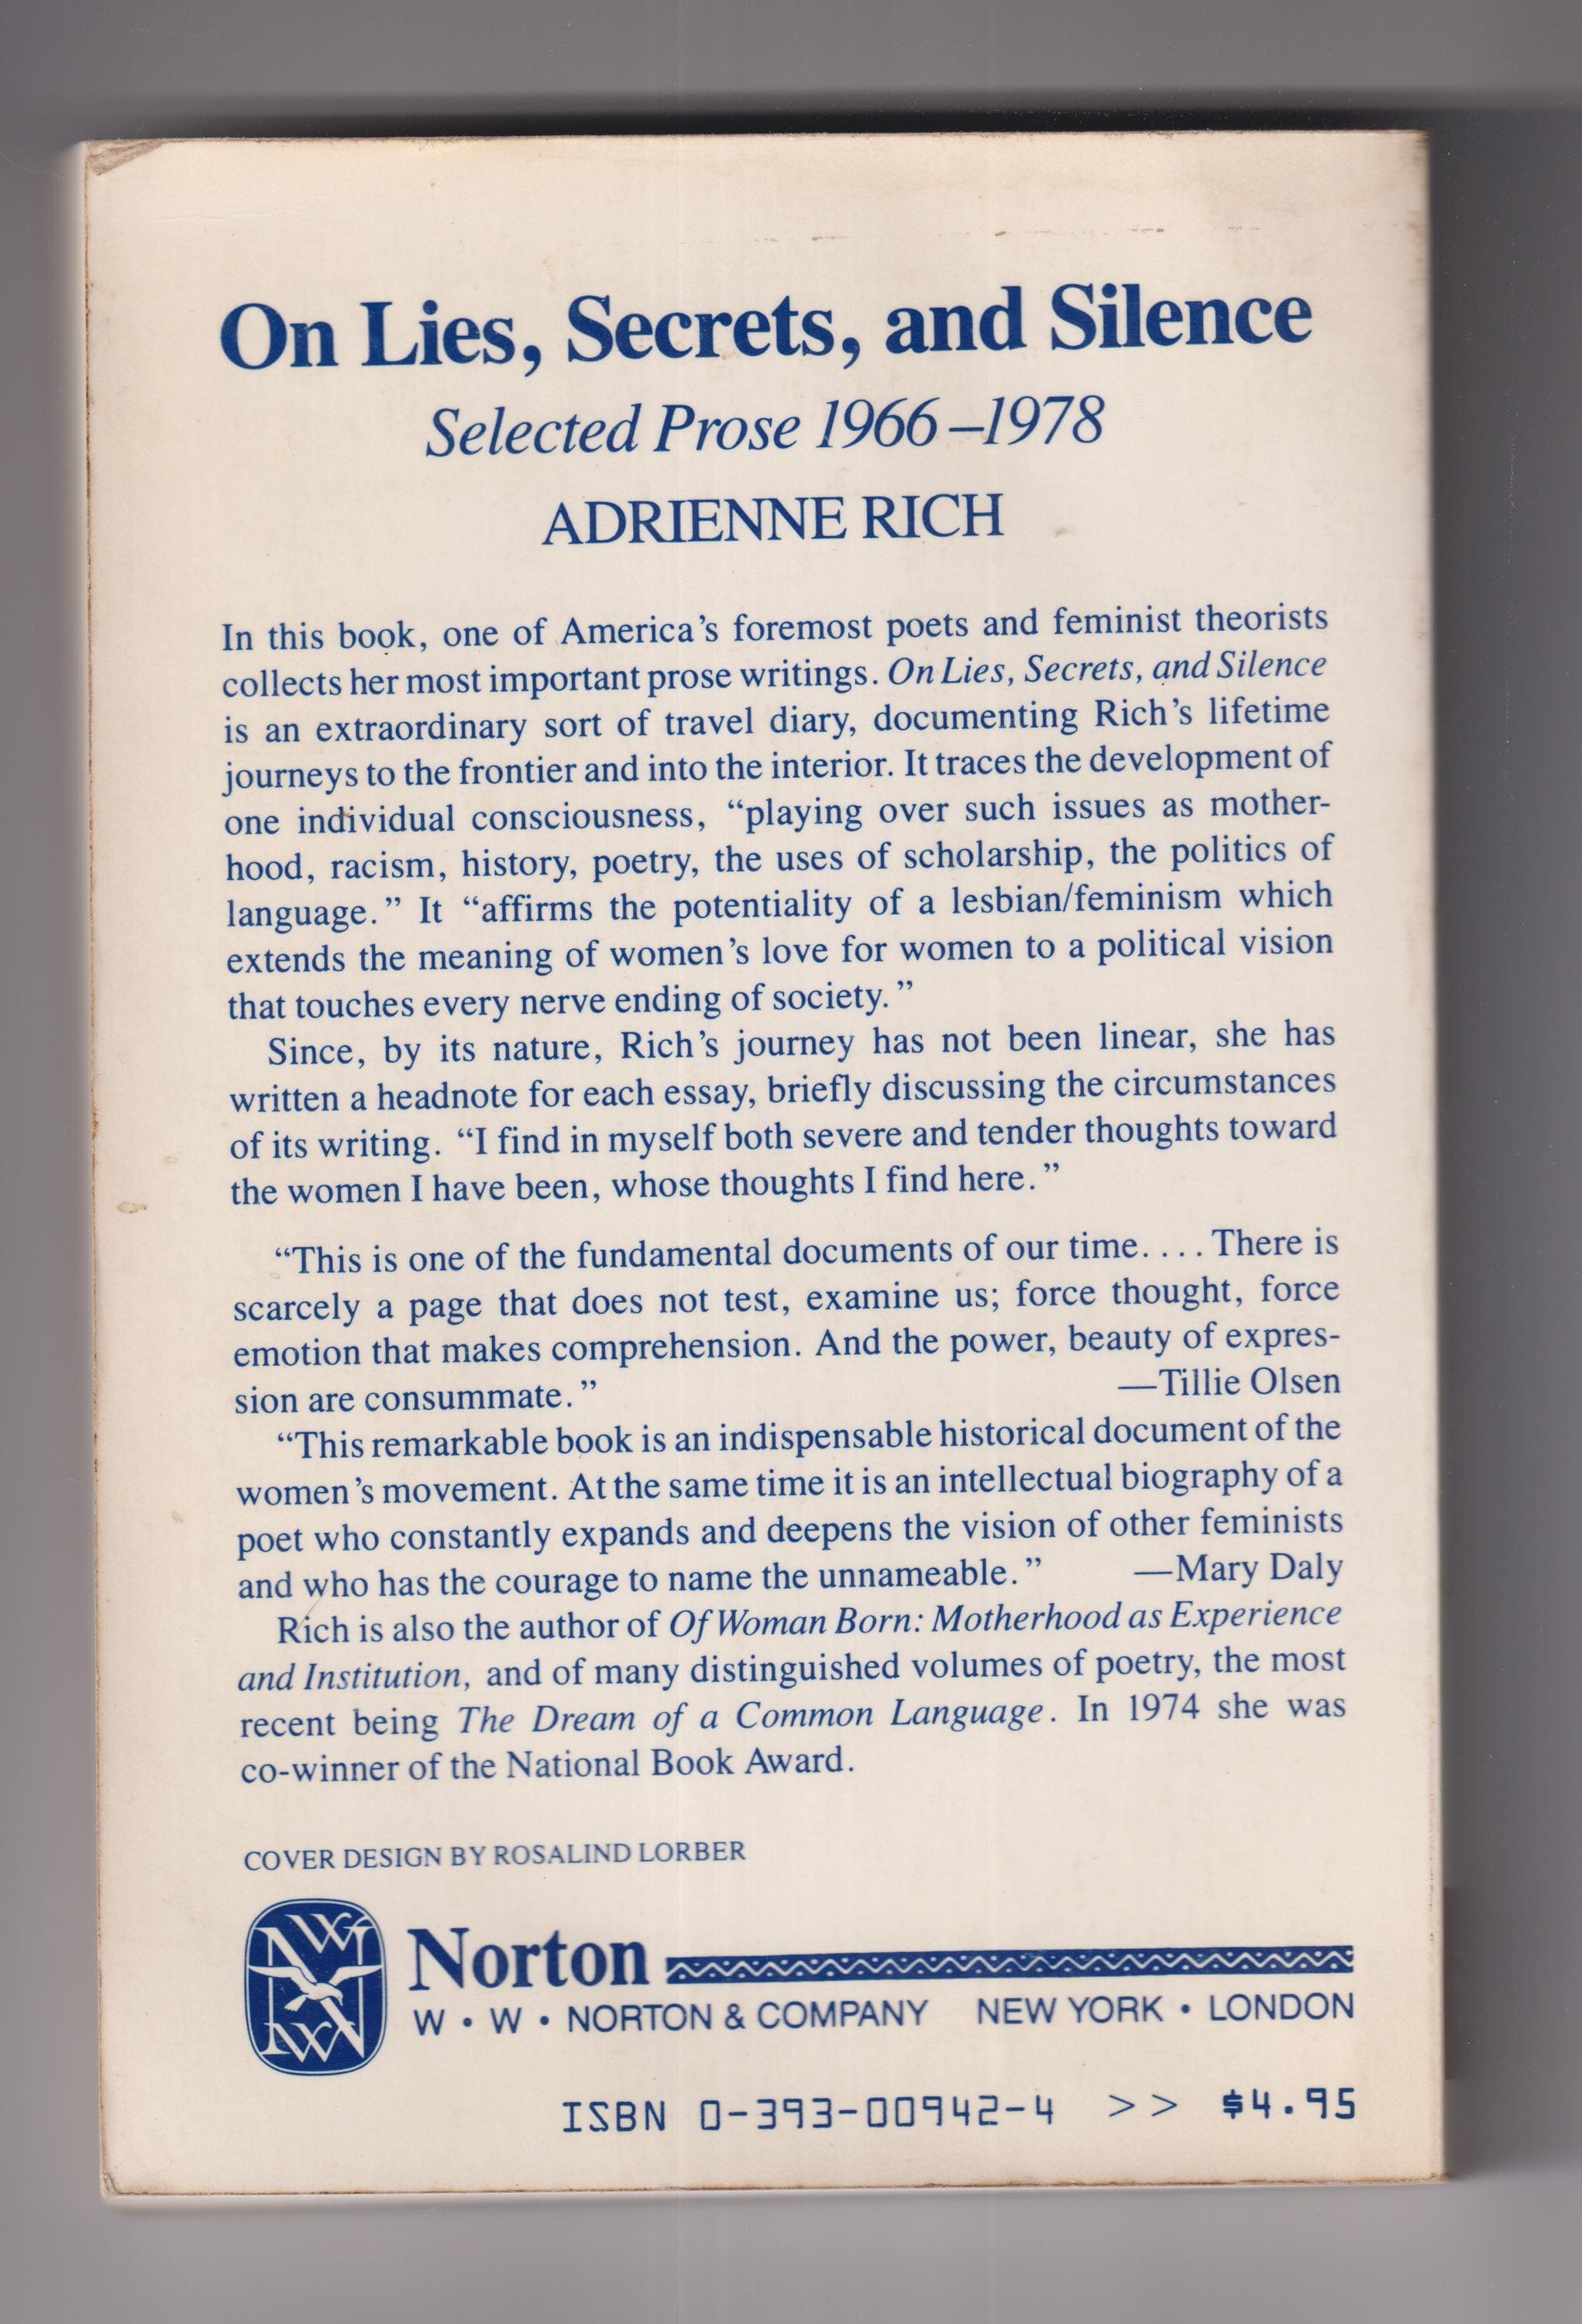 On Lies, Secrets, and Silence
Selected Prose 1966–1978
ADRIENNE RICH
In this book, one of America's foremost poets and feminist theorists
collects her most important prose writings. On Lies, Secrets, and Silence
is an extraordinary sort of travel diary, documenting Rich's lifetime
journeys to the frontier and into the interior. It traces the development of
one individual consciousness, “playing over such issues as mother-
hood, racism, history, poetry, the uses of scholarship, the politics of
language.” It “affirms the potentiality of a lesbian/feminism which
extends the meaning of women's love for women to a political vision
that touches every nerve ending of society.”
Since, by its nature, Rich's journey has not been linear, she has
written a headnote for each essay, briefly discussing the circumstances
of its writing. “I find in myself both severe and tender thoughts toward
the women I have been, whose thoughts I find here.”
“This is one of the fundamental documents of our time. . . . There is
scarcely a page that does not test, examine us; force thought, force
emotion that makes comprehension. And the power, beauty of expres-
sion are consummate.” —Tillie Olsen
“This remarkable book is an indispensable historical document of the
women's movement. At the same time it is an intellectual biography of a
poet who constantly expands and deepens the vision of other feminists
and who has the courage to name the unnameable.” —Mary Daly
Rich is also the author of Of Woman Born: Motherhood as Experience
and Institution, and of many distinguished volumes of poetry, the most
recent being The Dream of a Common Language. In 1974 she was
co-winner of the National Book Award.
COVER DESIGN BY ROSALIND LORBER
Norton
W • W • NORTON & COMPANY NEW YORK • LONDON
ISBN 0-393-00942-4 >> $4.95